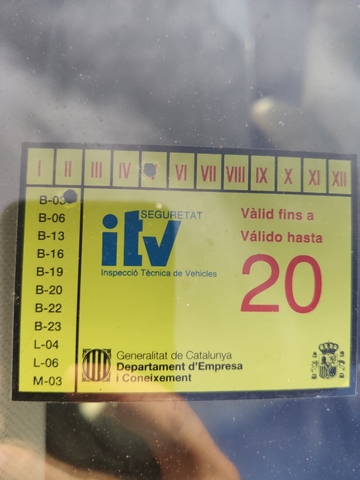 I II III IV VI VII VIII IX X XI XII
B-03
B-06
B-13
B-16
B-19
B-20
B-22
B-23
L-04
L-06
M-03
SEGURETAT
itv
Inspecció Tècnica de Vehicles
Vàlid fins a
Válido hasta
20
Generalitat de Catalunya
Departament d'Empresa
i Coneixement